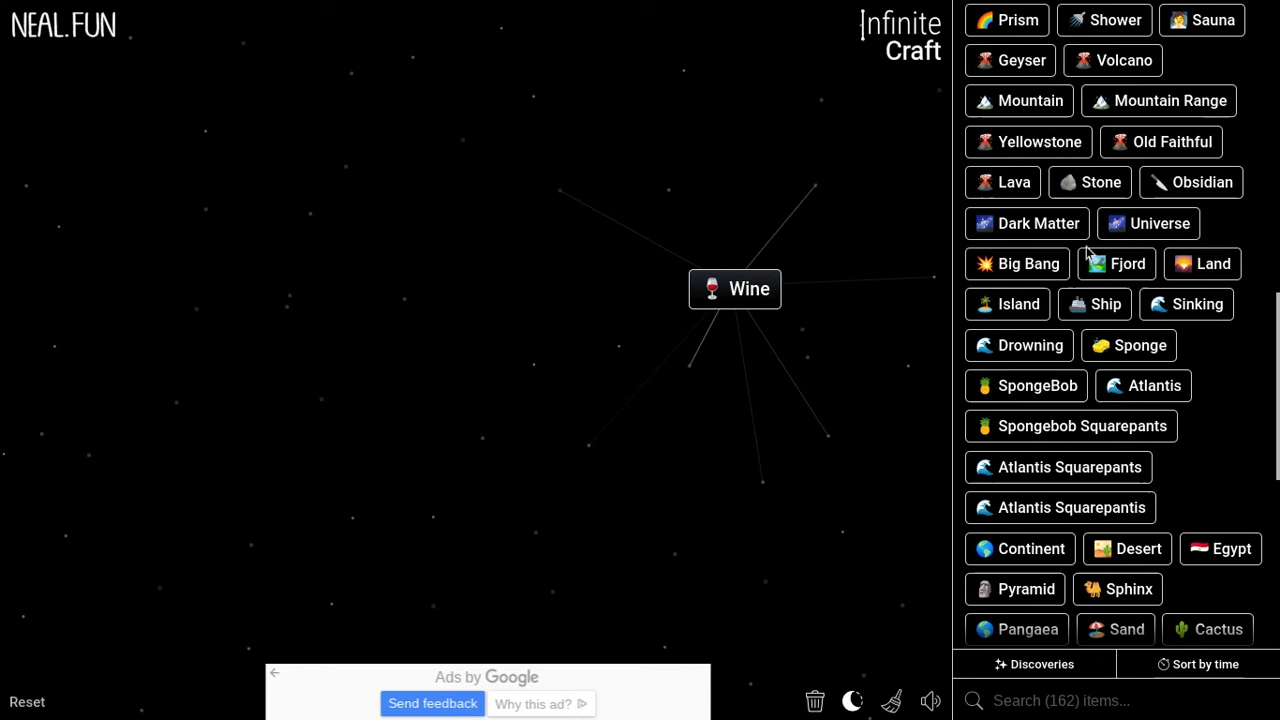 NEAL.FUN
Infinite
Craft
Wine
Prism Shower Sauna
Geyser Volcano
Mountain Mountain Range
Yellowstone Old Faithful
Lava Stone Obsidian
Dark Matter Universe
Big Bang Fjord Land
Island Ship Sinking
Drowning Sponge
SpongeBob Atlantis
Spongebob Squarepants
Atlantis Squarepants
Atlantis Squarepantis
Continent Desert Egypt
Pyramid Sphinx
Pangaea Sand Cactus
Discoveries Sort by time
Search (162) items...
Reset
Ads by Google
Send feedback Why this ad?